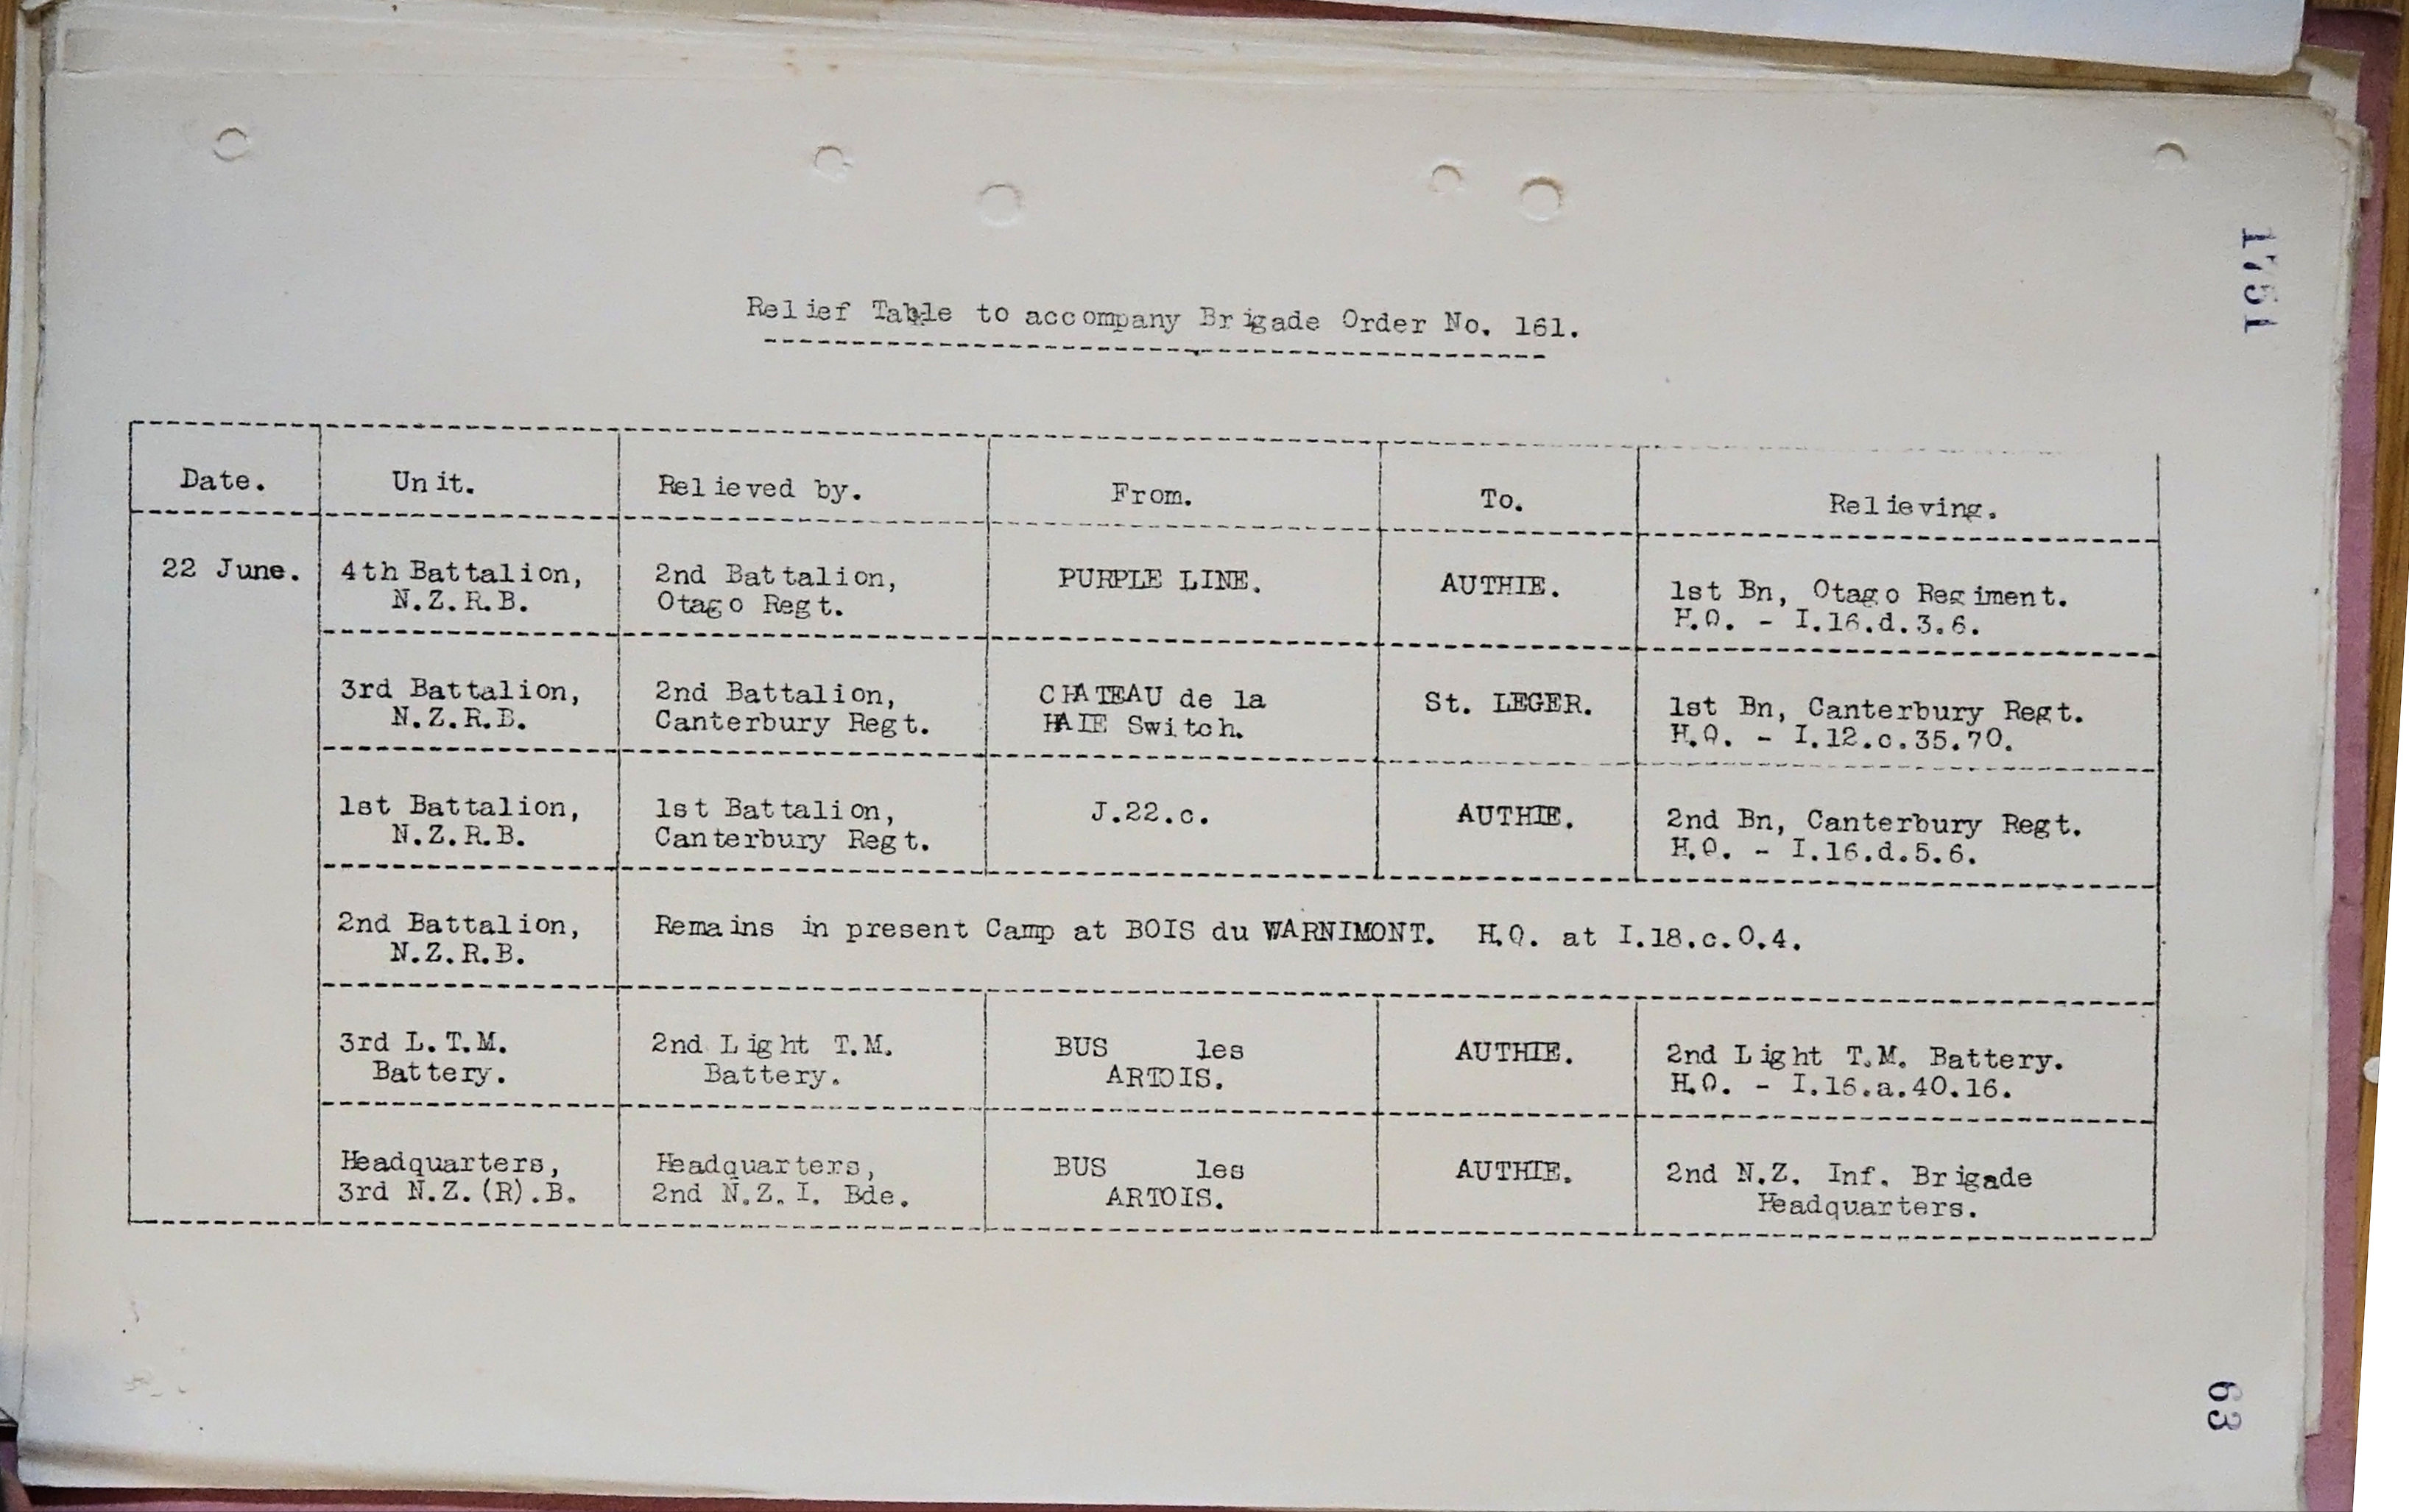 1751
Relief Table to accompany Brigade Order No. 161.
Date. Unit. Relieved by. From. To. Relieving.
22 June. 4th Battalion, 2nd Battalion, PURPLE LINE. AUTHIE. 1st Bn, Otago Regiment.
N.Z.R.B. Otago Regt. H.Q. - I.16.d.3.6.
3rd Battalion, 2nd Battalion, CHATEAU de la St. LEGER. 1st Bn, Canterbury Regt.
N.Z.R.B. Canterbury Regt. HAIE Switch. H.Q. - I.12.c.35.70.
1st Battalion, 1st Battalion, J.22.c. AUTHIE. 2nd Bn, Canterbury Regt.
N.Z.R.B. Canterbury Regt. H.Q. - I.16.d.5.6.
2nd Battalion, Remains in present Camp at BOIS du WARNIMONT. H.Q. at I.18.c.0.4.
N.Z.R.B.
3rd L.T.M. 2nd Light T.M. BUS les AUTHIE. 2nd Light T.M. Battery.
Battery. Battery. ARTOIS. H.Q. - I.16.a.40.16.
Headquarters, Headquarters, BUS les AUTHIE. 2nd N.Z. Inf. Brigade
3rd N.Z.(R).B. 2nd N.Z.I. Bde. ARTOIS. Headquarters.
63